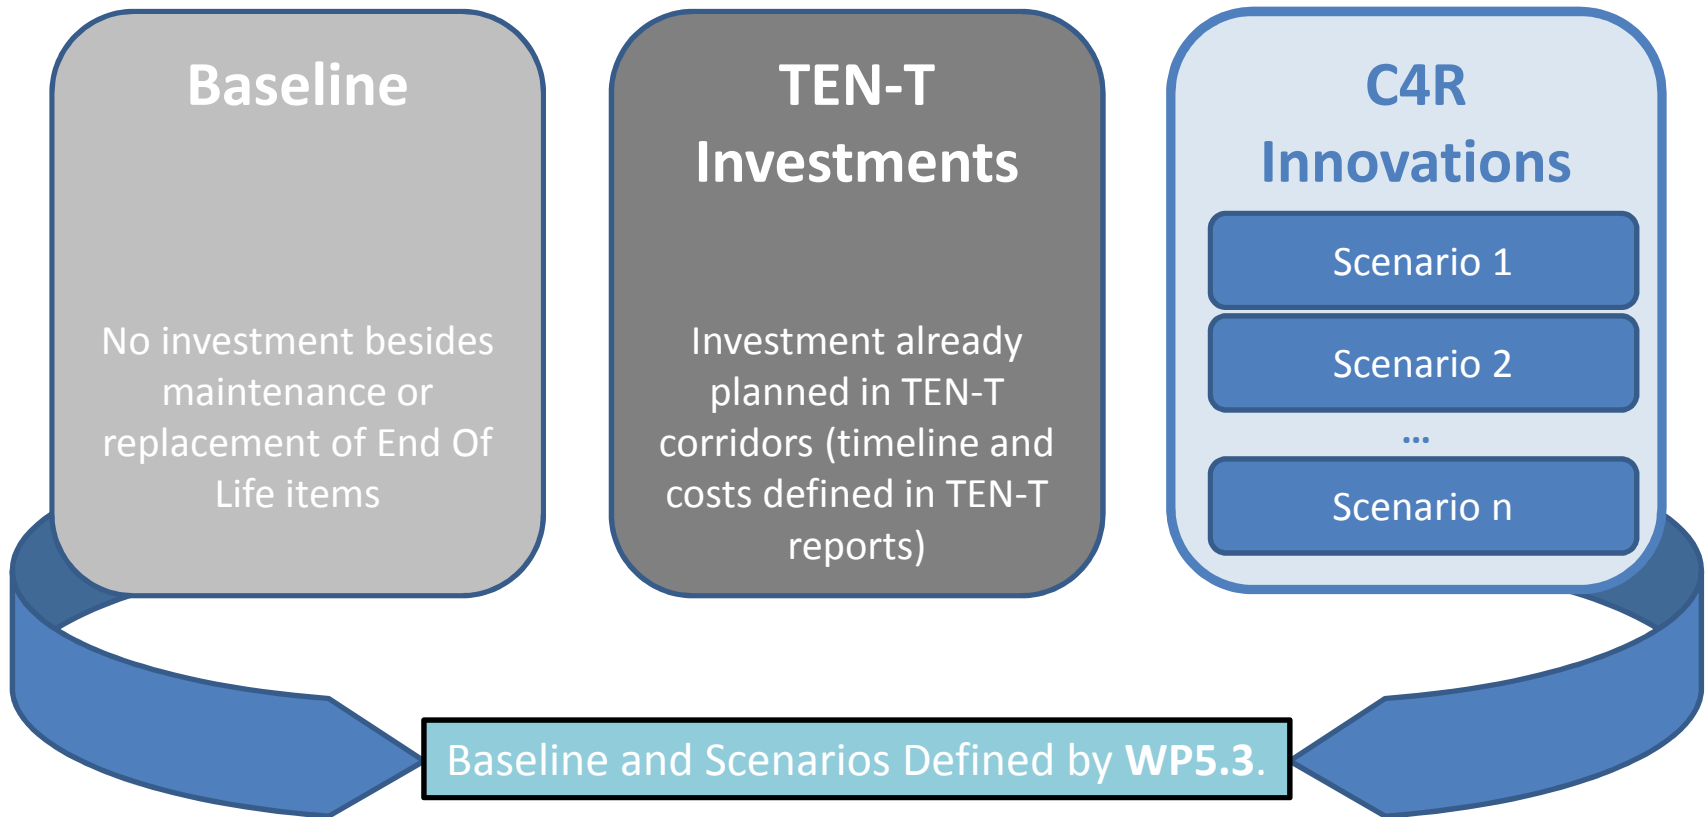 Baseline
No investment besides
maintenance or
replacement of End Of
Life items
TEN-T
Investments
Investment already
planned in TEN-T
corridors (timeline and
costs defined in TEN-T
reports)
C4R
Innovations
Scenario 1
Scenario 2
...
Scenario n
Baseline and Scenarios Defined by WP5.3.